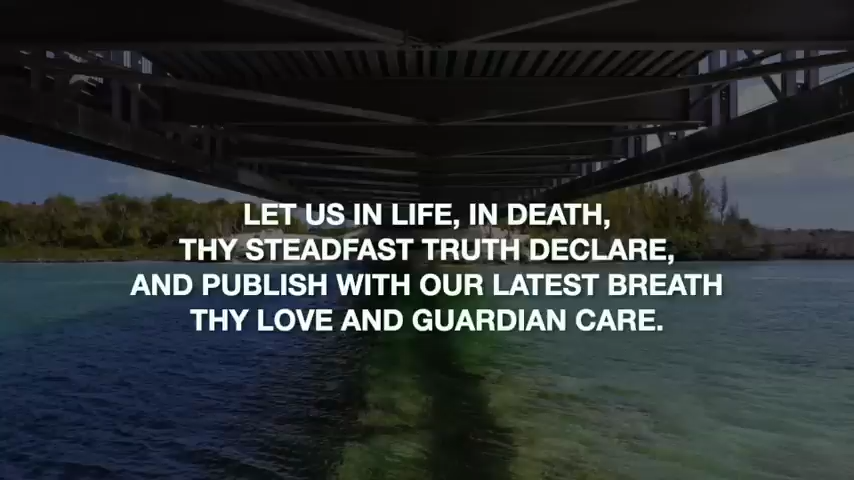 LET US IN LIFE, IN DEATH,
THY STEADFAST TRUTH DECLARE,
AND PUBLISH WITH OUR LATEST BREATH
THY LOVE AND GUARDIAN CARE.